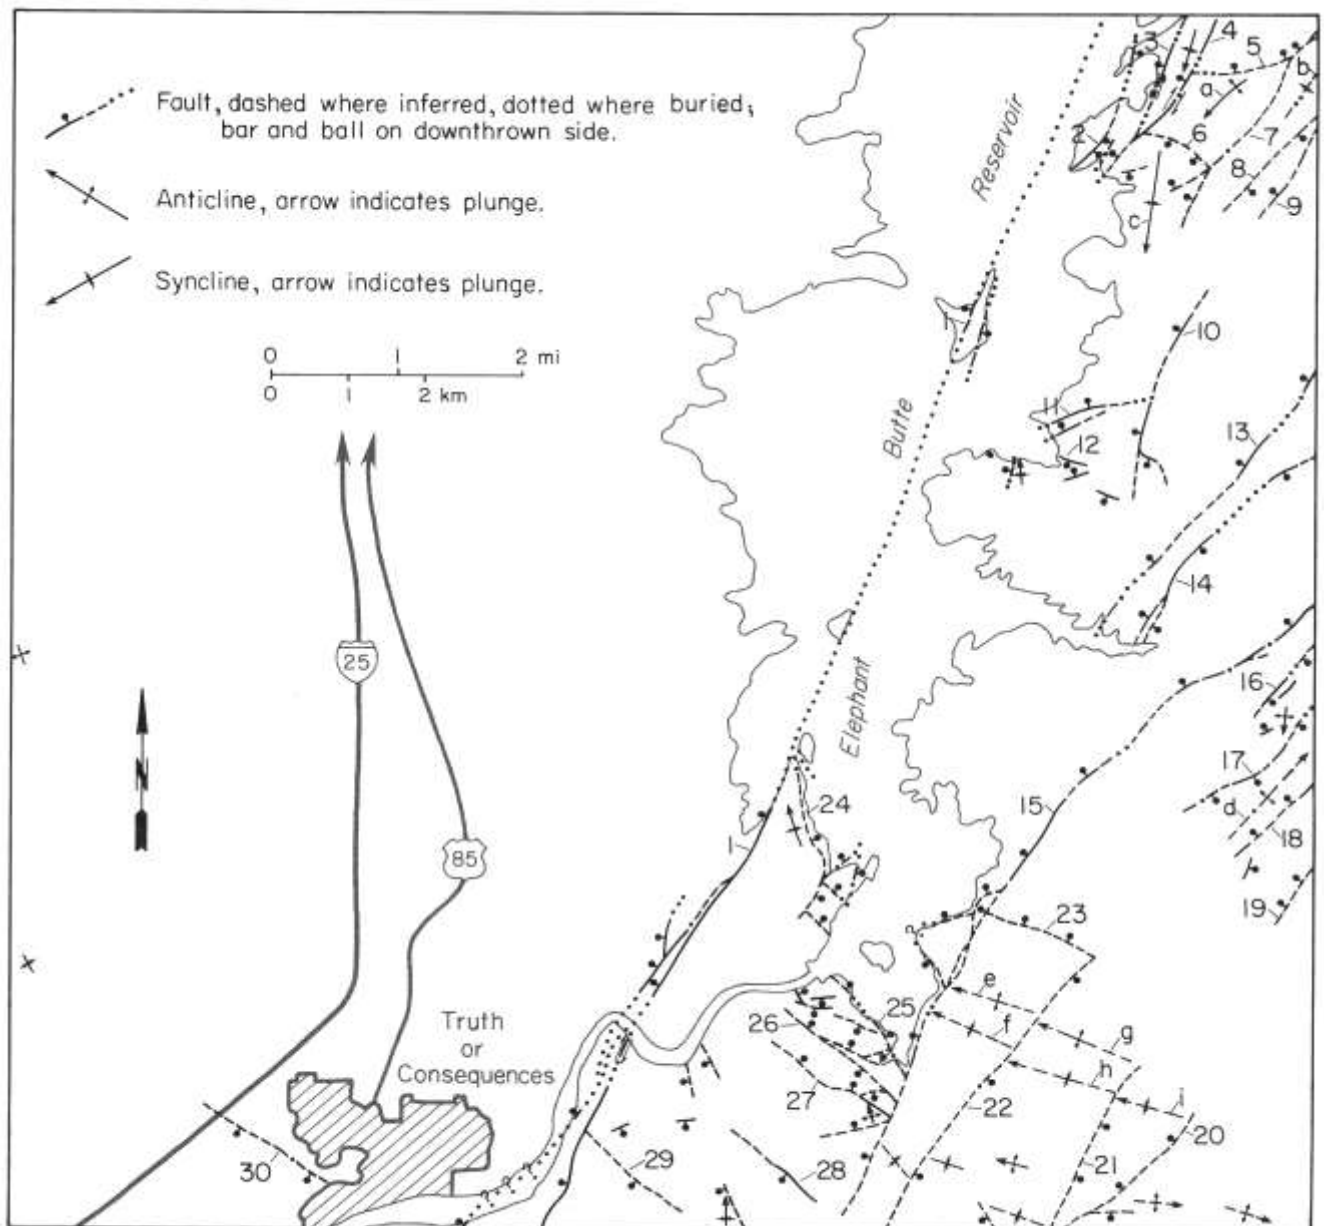 Fault, dashed where inferred, dotted where buried;
bar and ball on downthrown side.
Anticline, arrow indicates plunge.
Syncline, arrow indicates plunge.
0 1 2 mi
0 1 2 km
Reservoir
Butte
Elephant
N
25
85
Truth
or
Consequences
3
4
5
b
a
2
6
7
8
9
c
1
10
11
12
13
14
15
16
17
d
18
19
24
1
23
e
f
g
h
i
25
26
27
22
20
21
28
29
30